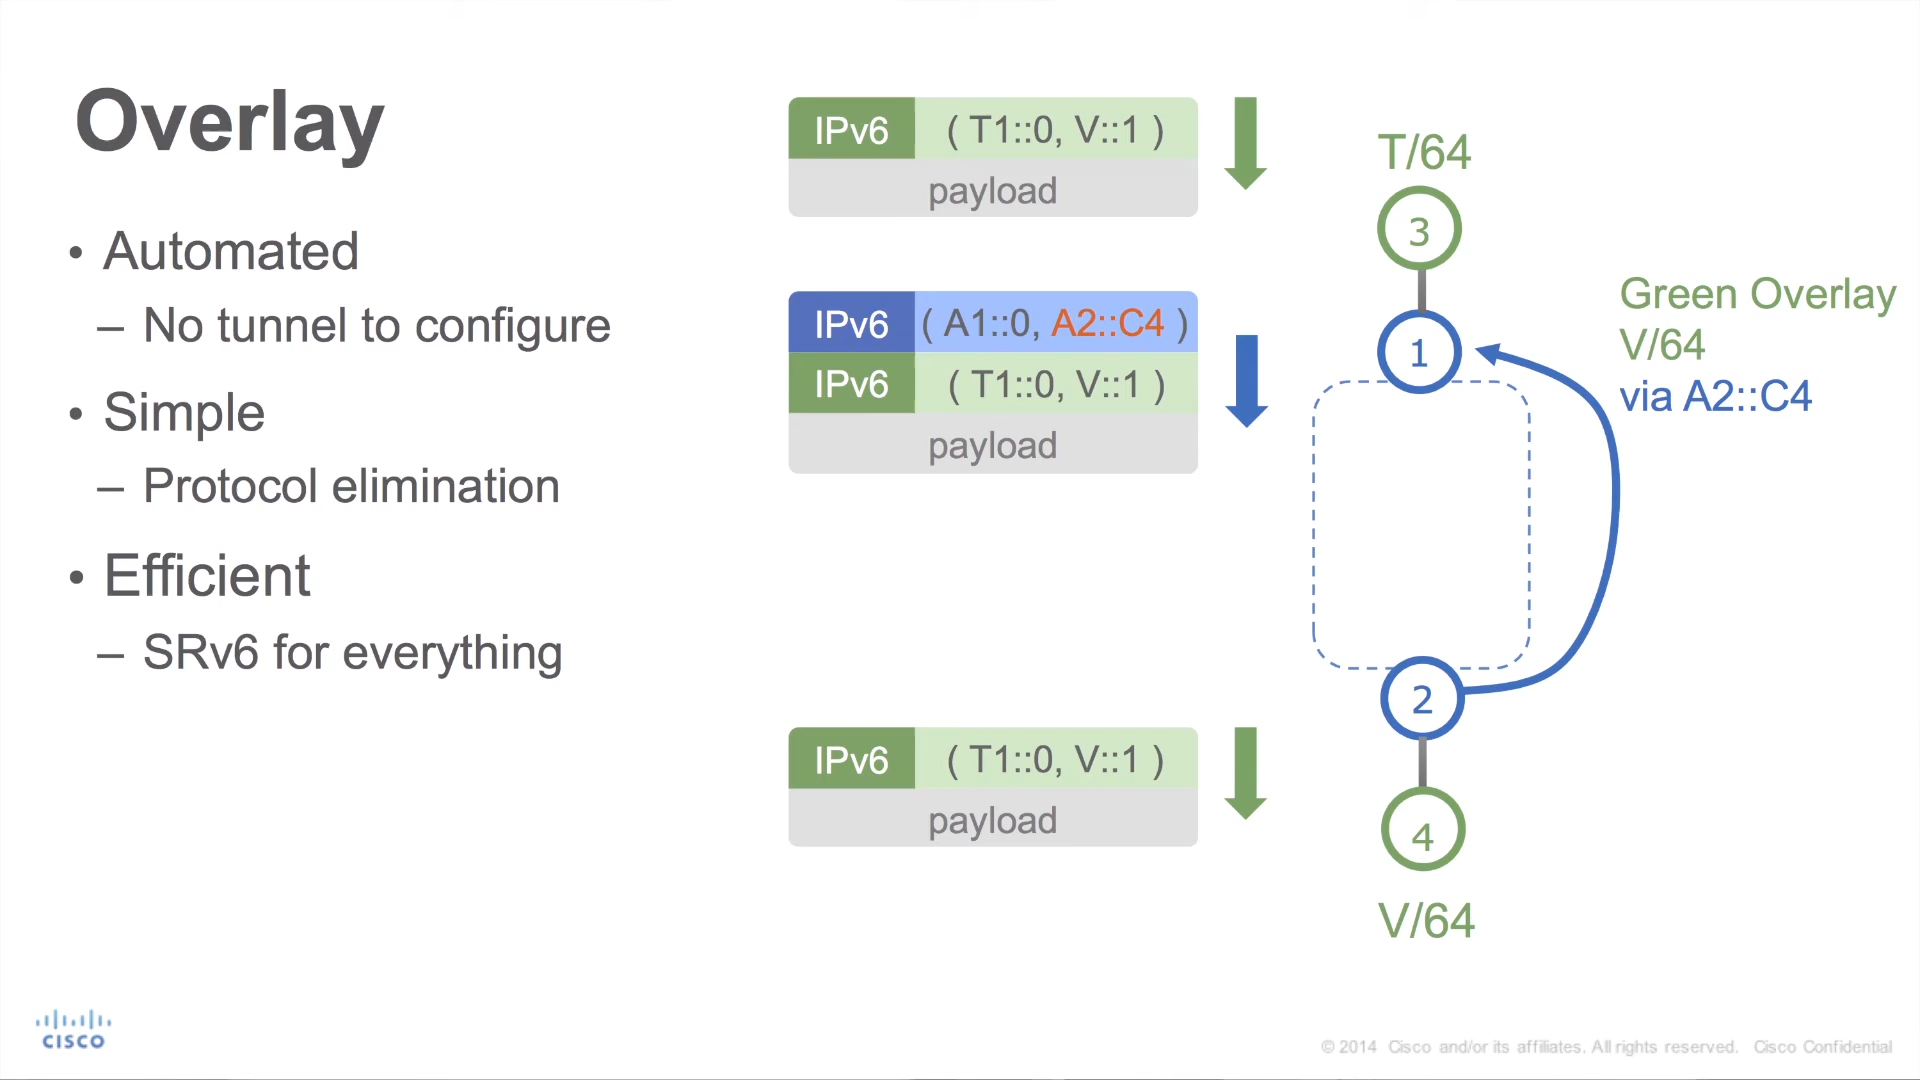 Overlay
• Automated
– No tunnel to configure
• Simple
– Protocol elimination
• Efficient
– SRv6 for everything
IPv6 ( T1::0, V::1 )
payload
IPv6 ( A1::0, A2::C4 )
IPv6 ( T1::0, V::1 )
payload
IPv6 ( T1::0, V::1 )
payload
T/64
3
1
Green Overlay
V/64
via A2::C4
2
4
V/64
CISCO
© 2014 Cisco and/or its affiliates. All rights reserved. Cisco Confidential